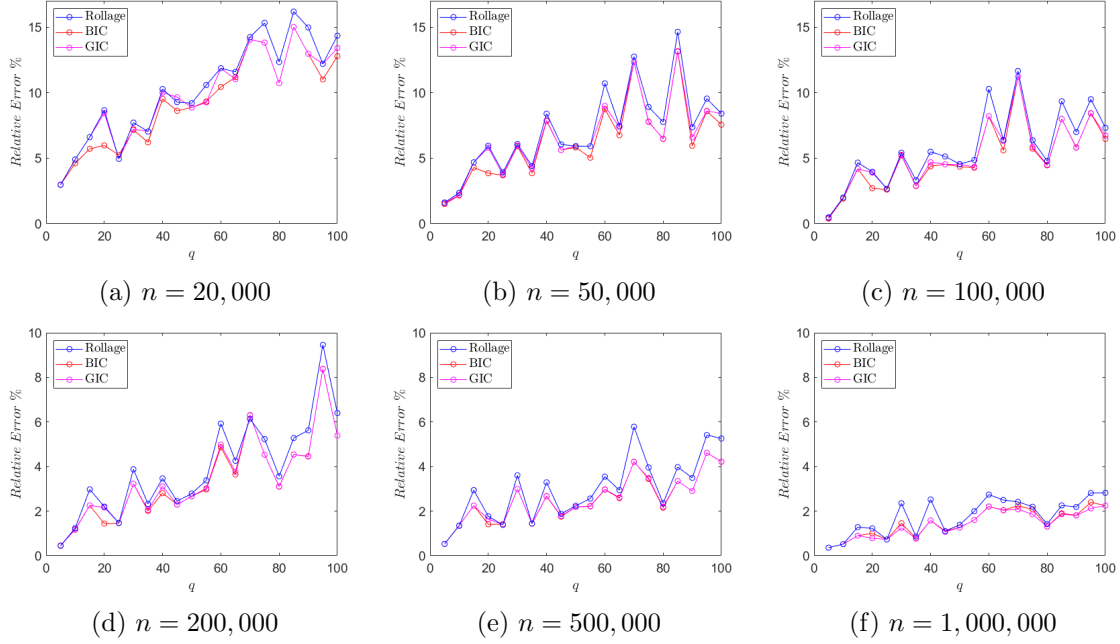 Relative Error %
15
10
5
0
Rollage
BIC
GIC
0 20 40 60 80 100
q
(a) n = 20,000
Relative Error %
15
10
5
0
Rollage
BIC
GIC
0 20 40 60 80 100
q
(b) n = 50,000
Relative Error %
15
10
5
0
Rollage
BIC
GIC
0 20 40 60 80 100
q
(c) n = 100,000
Relative Error %
10
8
6
4
2
0
Rollage
BIC
GIC
0 20 40 60 80 100
q
(d) n = 200,000
Relative Error %
10
8
6
4
2
0
Rollage
BIC
GIC
0 20 40 60 80 100
q
(e) n = 500,000
Relative Error %
10
8
6
4
2
0
Rollage
BIC
GIC
0 20 40 60 80 100
q
(f) n = 1,000,000